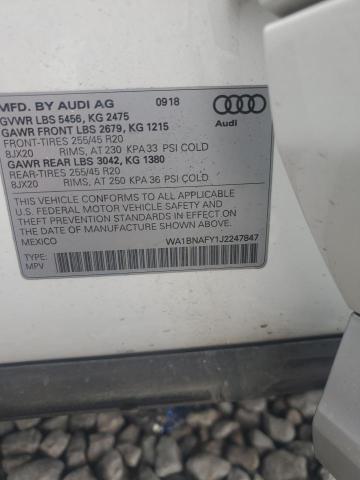 MFD. BY AUDI AG 0918
GVWR LBS 5456, KG 2475
GAWR FRONT LBS 2679, KG 1215
FRONT-TIRES 255/45 R20
8JX20 RIMS, AT 230 KPA 33 PSI COLD
GAWR REAR LBS 3042, KG 1380
REAR-TIRES 255/45 R20
8JX20 RIMS, AT 250 KPA 36 PSI COLD
Audi
THIS VEHICLE CONFORMS TO ALL APPLICABLE
U.S. FEDERAL MOTOR VEHICLE SAFETY AND
THEFT PREVENTION STANDARDS IN EFFECT ON THE
DATE OF MANUFACTURE SHOWN ABOVE.
MEXICO WA1BNAFY1J2247847
TYPE:
MPV